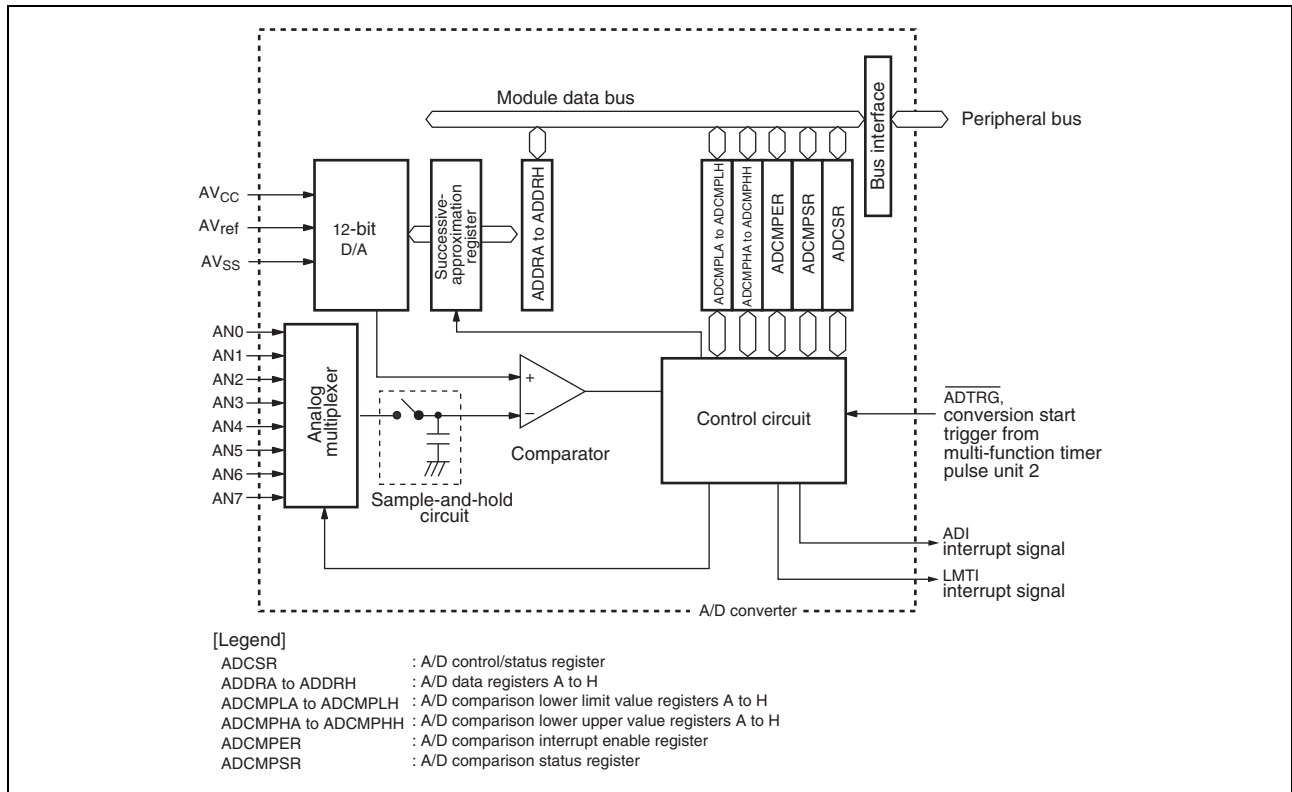 Module data bus
Bus interface
Peripheral bus
AVCC
AVref
AVSS
12-bit
D/A
Successive-
approximation
register
ADDRA to ADDRH
ADCMPLA to ADCMPLH
ADCMPHA to ADCMPHH
ADCMPER
ADCMPSR
ADCSR
AN0
AN1
AN2
AN3
AN4
AN5
AN6
AN7
Analog
multiplexer
+
−
Comparator
Sample-and-hold
circuit
Control circuit
ADTRG,
conversion start
trigger from
multi-function timer
pulse unit 2
ADI
interrupt signal
LMTI
interrupt signal
A/D converter
[Legend]
ADCSR : A/D control/status register
ADDRA to ADDRH : A/D data registers A to H
ADCMPLA to ADCMPLH : A/D comparison lower limit value registers A to H
ADCMPHA to ADCMPHH : A/D comparison lower upper value registers A to H
ADCMPER : A/D comparison interrupt enable register
ADCMPSR : A/D comparison status register